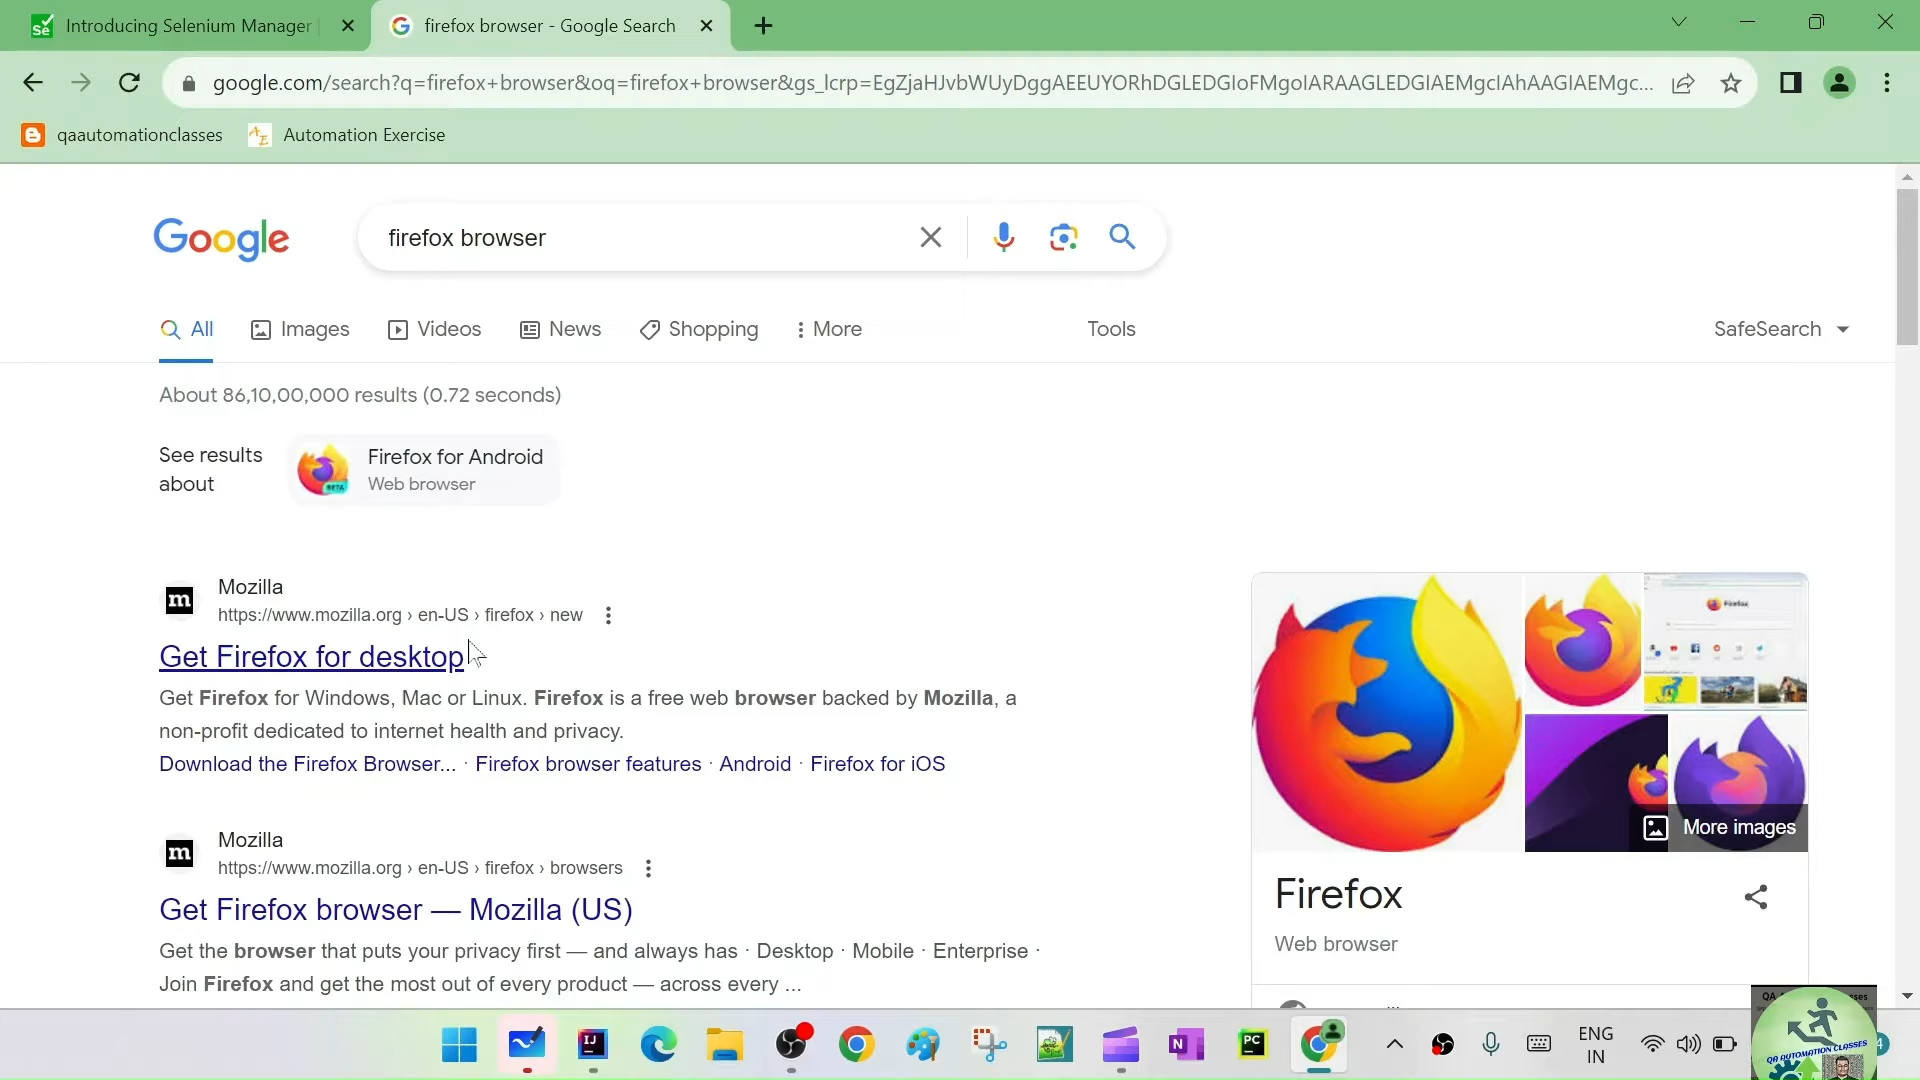 Introducing Selenium Manager
firefox browser - Google Search
google.com/search?q=firefox+browser&oq=firefox+browser&gs_lcrp=EgZjaHJvbWUyDggAEEUYORhDGLEDGIoFMgoIARAAGLEDGIAEMgcIAhAAGIAEMgc...
qaautomationclasses
Automation Exercise
Google
firefox browser
All
Images
Videos
News
Shopping
More
Tools
SafeSearch
About 86,10,00,000 results (0.72 seconds)
See results
about
Firefox for Android
Web browser
Mozilla
https://www.mozilla.org › en-US › firefox › new
Get Firefox for desktop
Get Firefox for Windows, Mac or Linux. Firefox is a free web browser backed by Mozilla, a
non-profit dedicated to internet health and privacy.
Download the Firefox Browser... · Firefox browser features · Android · Firefox for iOS
Mozilla
https://www.mozilla.org › en-US › firefox › browsers
Get Firefox browser — Mozilla (US)
Get the browser that puts your privacy first — and always has · Desktop · Mobile · Enterprise ·
Join Firefox and get the most out of every product — across every ...
More images
Firefox
Web browser
ENG
IN
QA AUTOMATION CLASSES